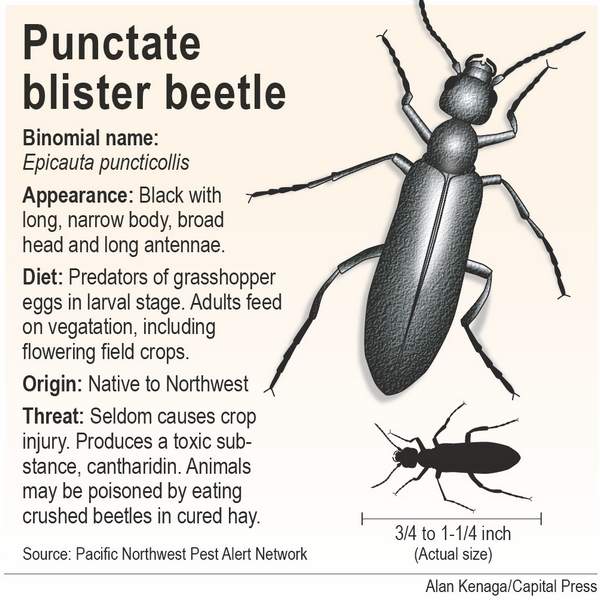 Punctate
blister beetle
Binomial name:
Epicauta puncticollis
Appearance: Black with
long, narrow body, broad
head and long antennae.
Diet: Predators of grasshopper
eggs in larval stage. Adults feed
on vegatation, including
flowering field crops.
Origin: Native to Northwest
Threat: Seldom causes crop
injury. Produces a toxic sub-
stance, cantharidin. Animals
may be poisoned by eating
crushed beetles in cured hay.
Source: Pacific Northwest Pest Alert Network
3/4 to 1-1/4 inch
(Actual size)
Alan Kenaga/Capital Press